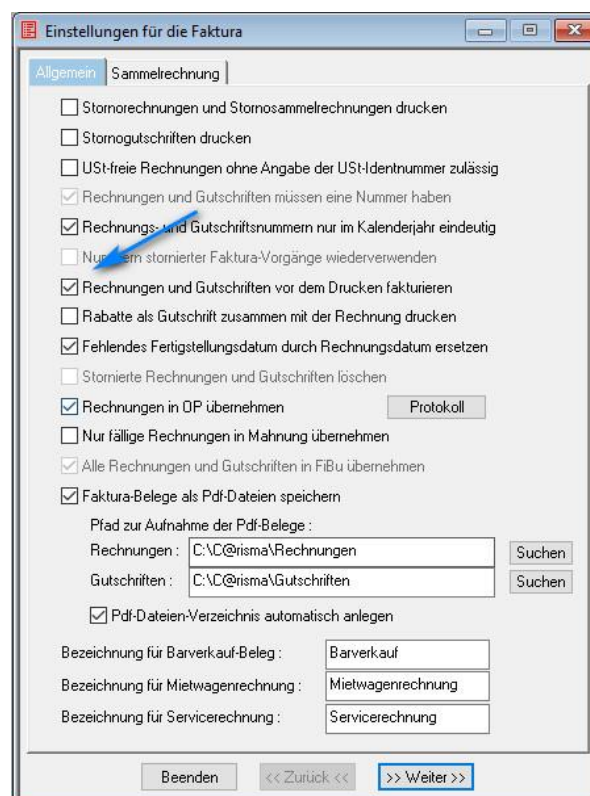 Einstellungen für die Faktura
Allgemein
Sammelrechnung
Stornorechnungen und Stornosammelrechnungen drucken
Stornogutschriften drucken
USt-freie Rechnungen ohne Angabe der USt-Identnummer zulässig
Rechnungen und Gutschriften müssen eine Nummer haben
Rechnungs- und Gutschriftsnummern nur im Kalenderjahr eindeutig
stornierter Faktura-Vorgänge wiederverwenden
Rechnungen und Gutschriften vor dem Drucken fakturieren
Rabatte als Gutschrift zusammen mit der Rechnung drucken
Fehlendes Fertigstellungsdatum durch Rechnungsdatum ersetzen
Stornierte Rechnungen und Gutschriften löschen
Rechnungen in OP übernehmen Protokoll
Nur fällige Rechnungen in Mahnung übernehmen
Alle Rechnungen und Gutschriften in FiBu übernehmen
Faktura-Belege als Pdf-Dateien speichern
Pfad zur Aufnahme der Pdf-Belege :
Rechnungen : C:\C@risma\Rechnungen Suchen
Gutschriften : C:\C@risma\Gutschriften Suchen
Pdf-Dateien-Verzeichnis automatisch anlegen
Bezeichnung für Barverkauf-Beleg : Barverkauf
Bezeichnung für Mietwagenrechnung : Mietwagenrechnung
Bezeichnung für Servicerechnung : Servicerechnung
Beenden << Zurück << >> Weiter >>